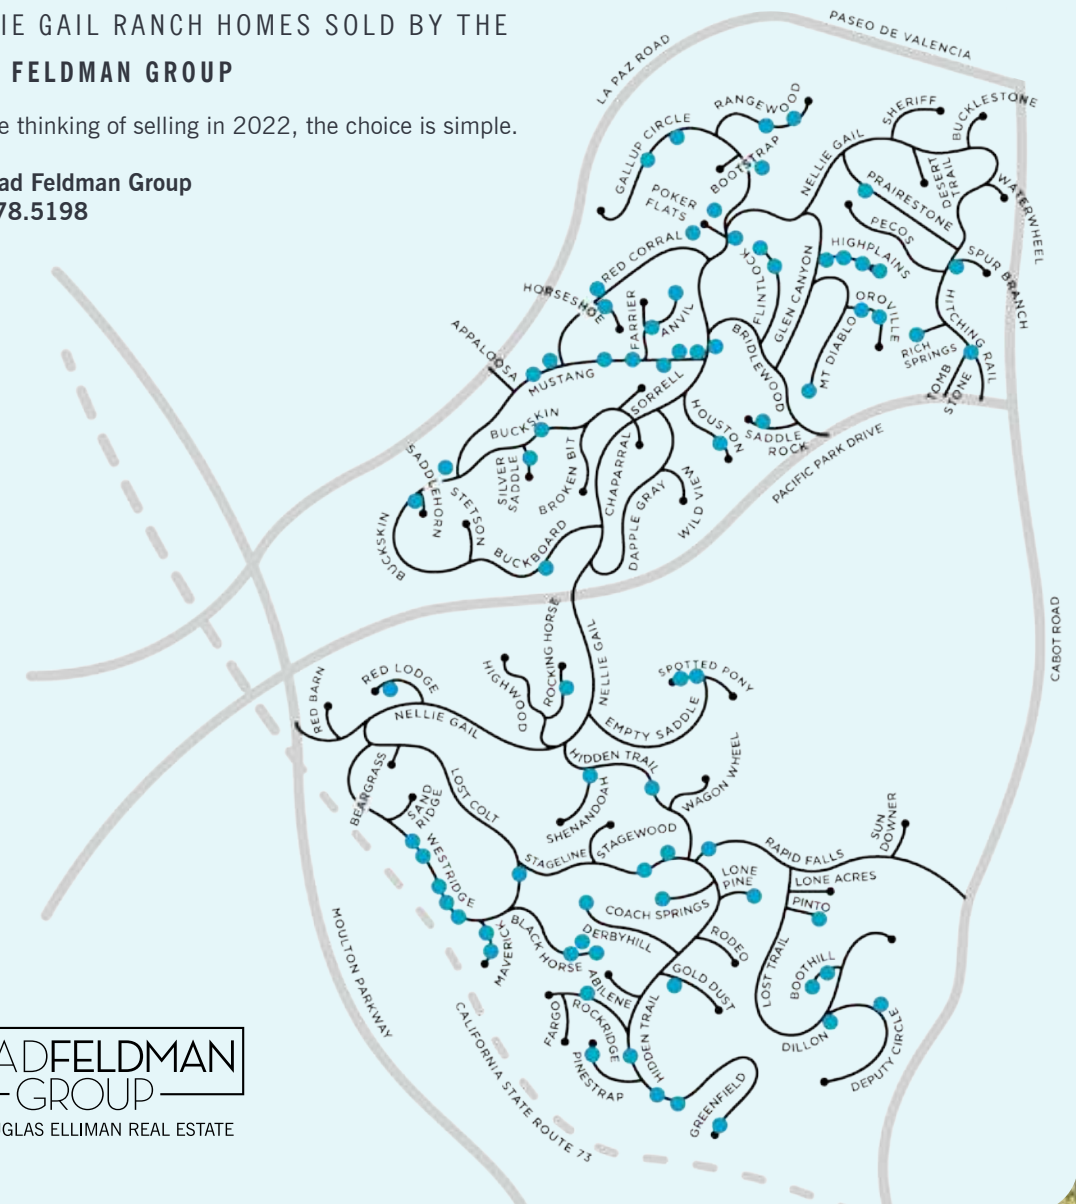 IE GAIL RANCH HOMES SOLD BY THE
FELDMAN GROUP
e thinking of selling in 2022, the choice is simple.
ad Feldman Group
78.5198
PASEO DE VALENCIA
LA PAZ ROAD
RANGEWOOD
SHERIFF
BUCKLESTONE
GALLUP CIRCLE
BOOTSTRAP
NELLIE GAIL
DESERT
TRAIL
WATERWHEEL
POKER
FLATS
PRAIRESTONE
PECOS
RED CORRAL
HIGHPLAINS
SPUR BRANCH
HORSESHOE
FARRIER
ANVIL
FLINTLOCK
GLEN CANYON
OROVILLE
HITCHING RAIL
APPALOOSA
BRIDLEWOOD
MT DIABLO
RICH
SPRINGS
TOMB
STONE
MUSTANG
SORRELL
BUCKSKIN
HOUSTON
SADDLE
ROCK
PACIFIC PARK DRIVE
SADDLEHORN
SILVER
SADDLE
BROKEN BIT
CHAPARRAL
DAPPLE GRAY
WILD VIEW
STETSON
BUCKSKIN
BUCKBOARD
CABOT ROAD
ROCKING HORSE
NELLIE GAIL
HIGHWOOD
RED BARN
RED LODGE
SPOTTED PONY
NELLIE GAIL
EMPTY SADDLE
HIDDEN TRAIL
WAGON WHEEL
BEARGRASS
SAND
RIDGE
LOST COLT
SHENANDOAH
STAGEWOOD
SUN
DOWNER
STAGELINE
RAPID FALLS
WESTRIDGE
LONE
PINE
LONE ACRES
PINTO
COACH SPRINGS
MOULTON PARKWAY
BLACK HORSE
DERBYHILL
RODEO
MAVERICK
LOST TRAIL
BOOTHILL
ABILENE
GOLD DUST
FARGO
ROCKRIDGE
HIDDEN TRAIL
DILLON
DEPUTY CIRCLE
PINESTRAP
GREENFIELD
CALIFORNIA STATE ROUTE 73
ADFELDMAN
GROUP
UGLAS ELLIMAN REAL ESTATE